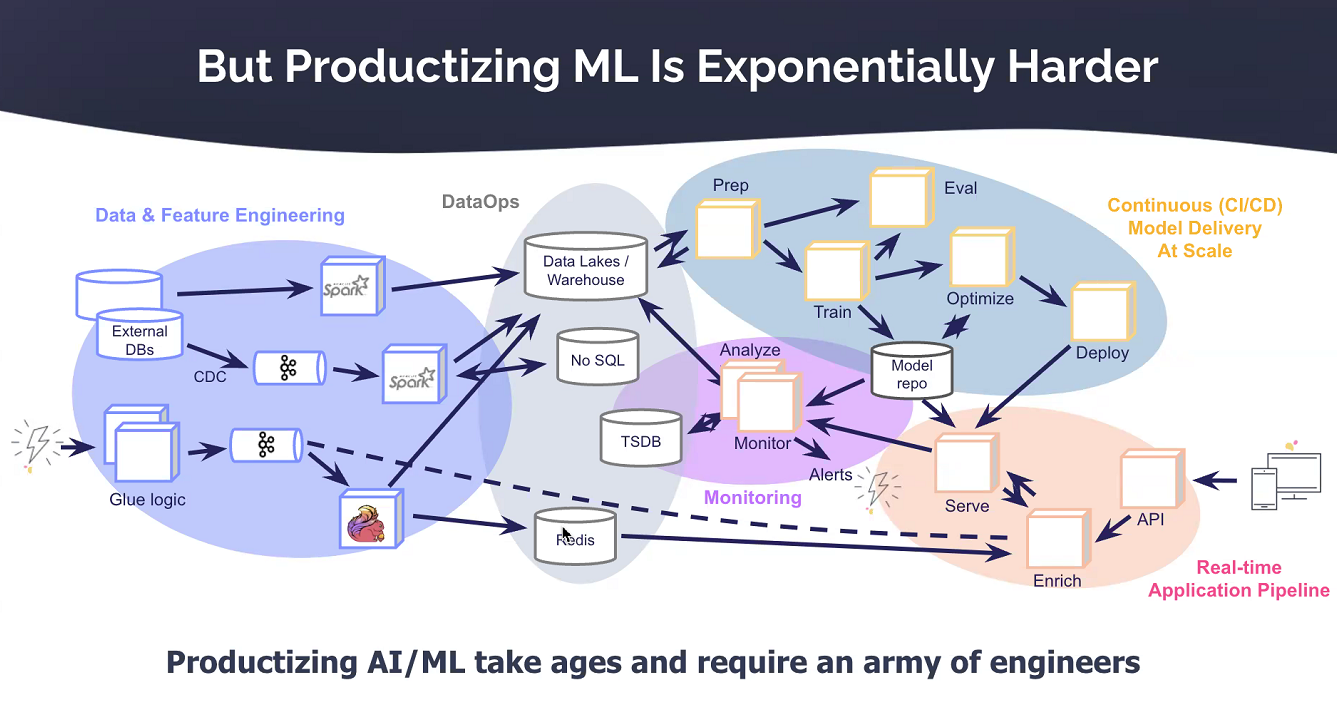 But Productizing ML Is Exponentially Harder
Data & Feature Engineering
DataOps
Prep
Eval
Continuous (CI/CD)
Model Delivery
At Scale
External
DBs
CDC
Spark
Spark
Glue logic
Data Lakes /
Warehouse
No SQL
TSDB
Redis
Train
Optimize
Deploy
Model
repo
Analyze
Monitor
Alerts
Monitoring
Serve
API
Enrich
Real-time
Application Pipeline
Productizing AI/ML take ages and require an army of engineers